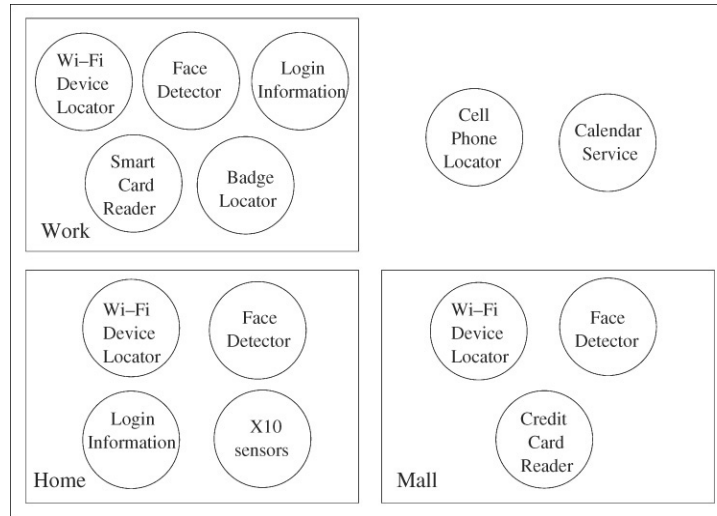 Wi–Fi
Device
Locator
Face
Detector
Login
Information
Smart
Card
Reader
Badge
Locator
Work
Cell
Phone
Locator
Calendar
Service
Wi–Fi
Device
Locator
Face
Detector
Login
Information
X10
sensors
Home
Wi–Fi
Device
Locator
Face
Detector
Credit
Card
Reader
Mall